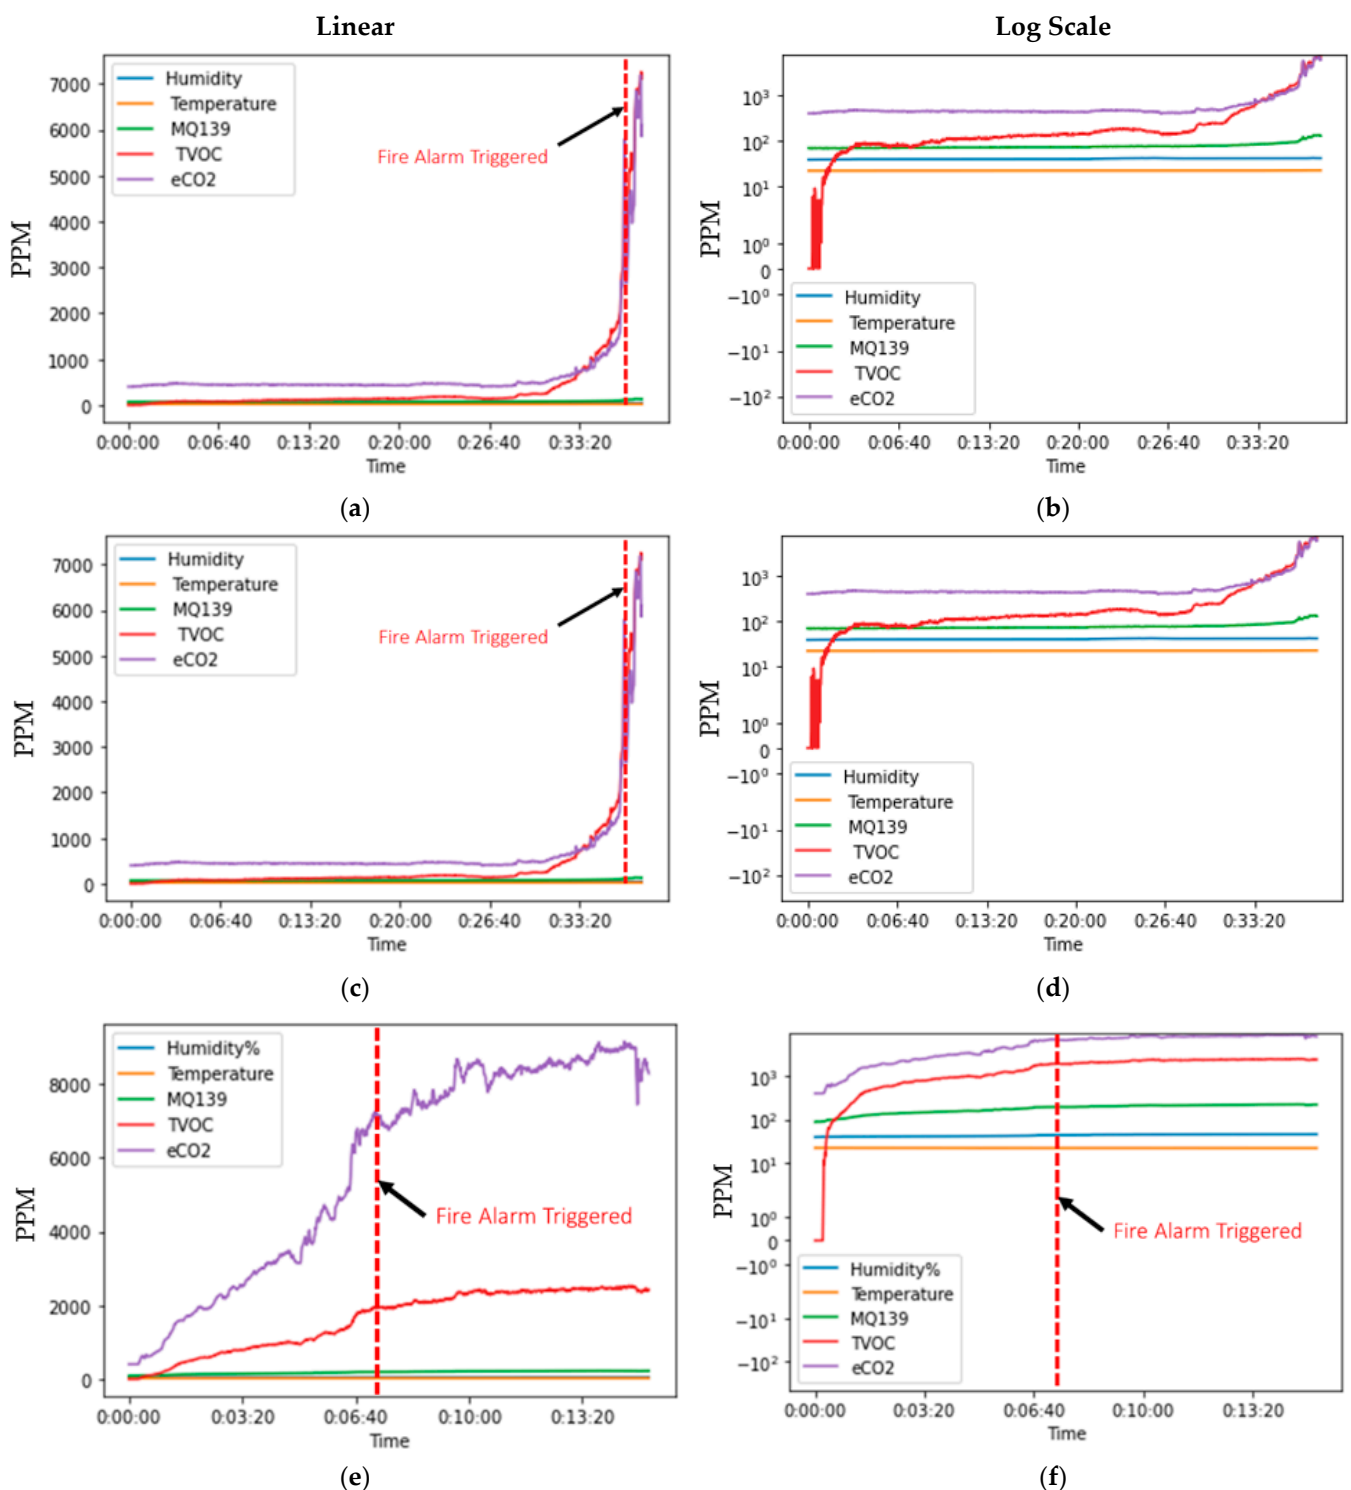 Linear
Log Scale
7000
6000
5000
4000
3000
2000
1000
0
PPM
Humidity
Temperature
MQ139
TVOC
eCO2
Fire Alarm Triggered
0:00:00 0:06:40 0:13:20 0:20:00 0:26:40 0:33:20
Time
(a)
10³
10²
10¹
10⁰
0
−10⁰
−10¹
−10²
PPM
Humidity
Temperature
MQ139
TVOC
eCO2
0:00:00 0:06:40 0:13:20 0:20:00 0:26:40 0:33:20
Time
(b)
7000
6000
5000
4000
3000
2000
1000
0
PPM
Humidity
Temperature
MQ139
TVOC
eCO2
Fire Alarm Triggered
0:00:00 0:06:40 0:13:20 0:20:00 0:26:40 0:33:20
Time
(c)
10³
10²
10¹
10⁰
0
−10⁰
−10¹
−10²
PPM
Humidity
Temperature
MQ139
TVOC
eCO2
0:00:00 0:06:40 0:13:20 0:20:00 0:26:40 0:33:20
Time
(d)
8000
6000
4000
2000
0
PPM
Humidity%
Temperature
MQ139
TVOC
eCO2
Fire Alarm Triggered
0:00:00 0:03:20 0:06:40 0:10:00 0:13:20
Time
(e)
10³
10²
10¹
10⁰
0
−10⁰
−10¹
−10²
PPM
Fire Alarm Triggered
Humidity%
Temperature
MQ139
TVOC
eCO2
0:00:00 0:03:20 0:06:40 0:10:00 0:13:20
Time
(f)